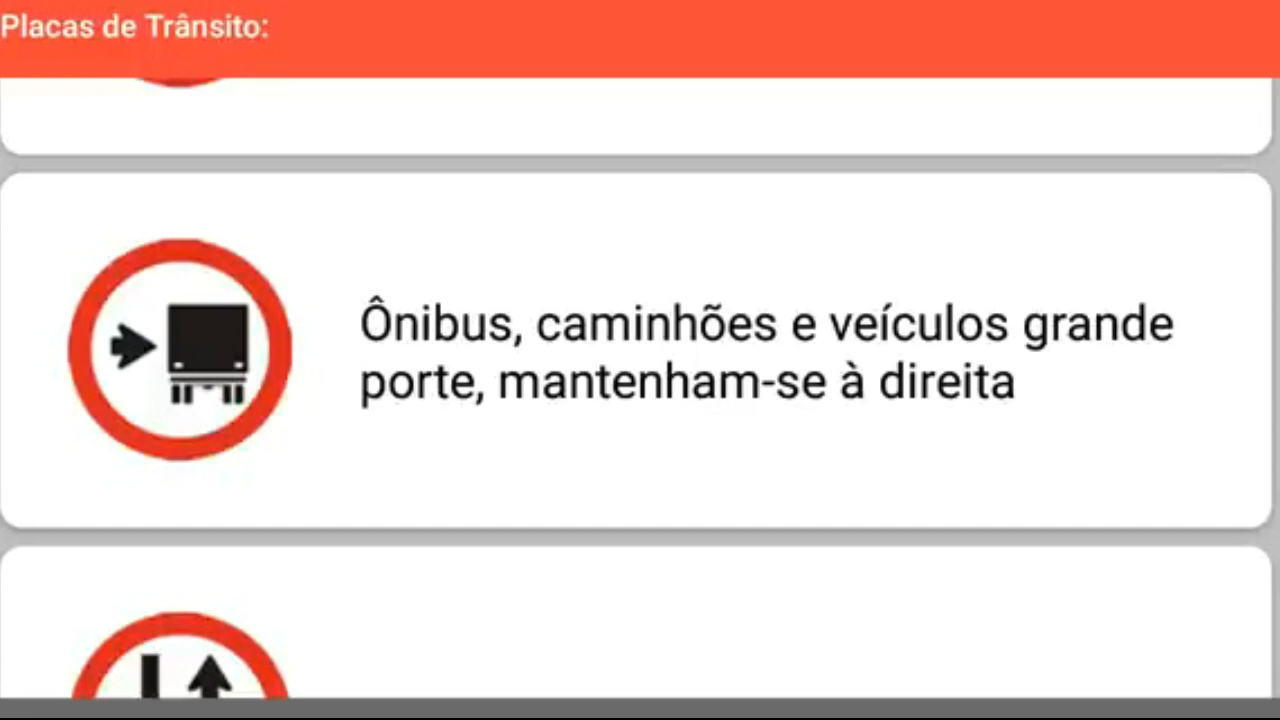 Placas de Trânsito:
Ônibus, caminhões e veículos grande
porte, mantenham-se à direita